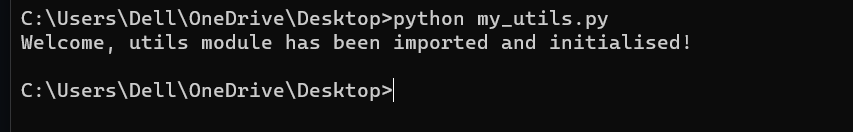 C:\Users\Dell\OneDrive\Desktop>python my_utils.py
Welcome, utils module has been imported and initialised!
C:\Users\Dell\OneDrive\Desktop>